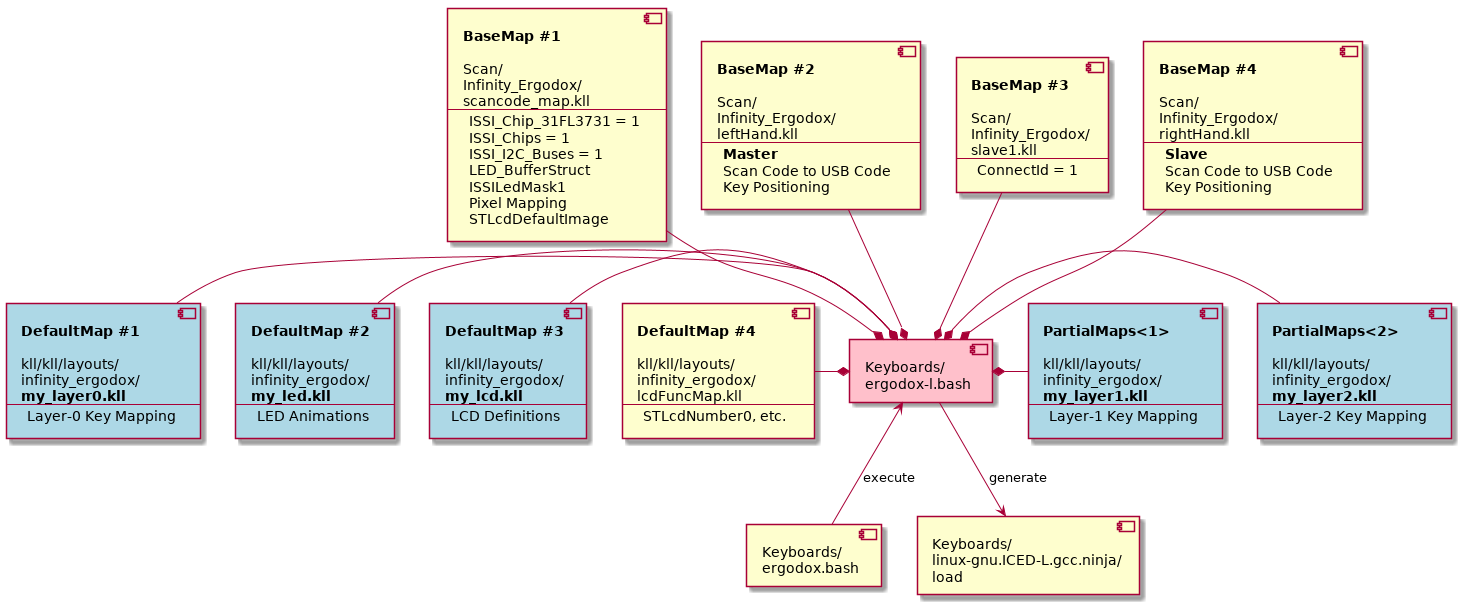 BaseMap #1
Scan/
Infinity_Ergodox/
scancode_map.kll
ISSI_Chip_31FL3731 = 1
ISSI_Chips = 1
ISSI_I2C_Buses = 1
LED_BufferStruct
ISSILedMask1
Pixel Mapping
STLcdDefaultImage
BaseMap #2
Scan/
Infinity_Ergodox/
leftHand.kll
Master
Scan Code to USB Code
Key Positioning
BaseMap #3
Scan/
Infinity_Ergodox/
slave1.kll
ConnectId = 1
BaseMap #4
Scan/
Infinity_Ergodox/
rightHand.kll
Slave
Scan Code to USB Code
Key Positioning
DefaultMap #1
kll/kll/layouts/
infinity_ergodox/
my_layer0.kll
Layer-0 Key Mapping
DefaultMap #2
kll/kll/layouts/
infinity_ergodox/
my_led.kll
LED Animations
DefaultMap #3
kll/kll/layouts/
infinity_ergodox/
my_lcd.kll
LCD Definitions
DefaultMap #4
kll/kll/layouts/
infinity_ergodox/
lcdFuncMap.kll
STLcdNumber0, etc.
Keyboards/
ergodox-l.bash
PartialMaps<1>
kll/kll/layouts/
infinity_ergodox/
my_layer1.kll
Layer-1 Key Mapping
PartialMaps<2>
kll/kll/layouts/
infinity_ergodox/
my_layer2.kll
Layer-2 Key Mapping
execute
generate
Keyboards/
ergodox.bash
Keyboards/
linux-gnu.ICED-L.gcc.ninja/
load